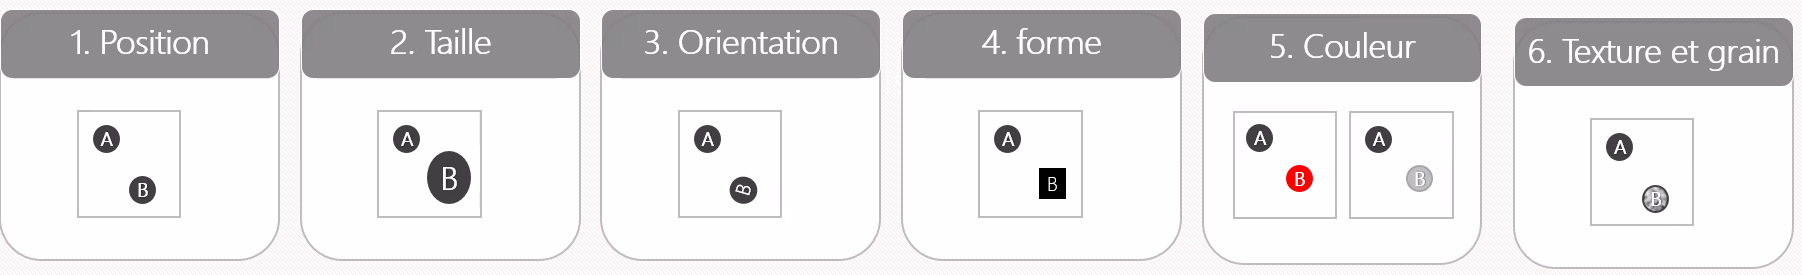 1. Position
A
B
2. Taille
A
B
3. Orientation
A
B
4. forme
A
B
5. Couleur
A
B
A
B
6. Texture et grain
A
B